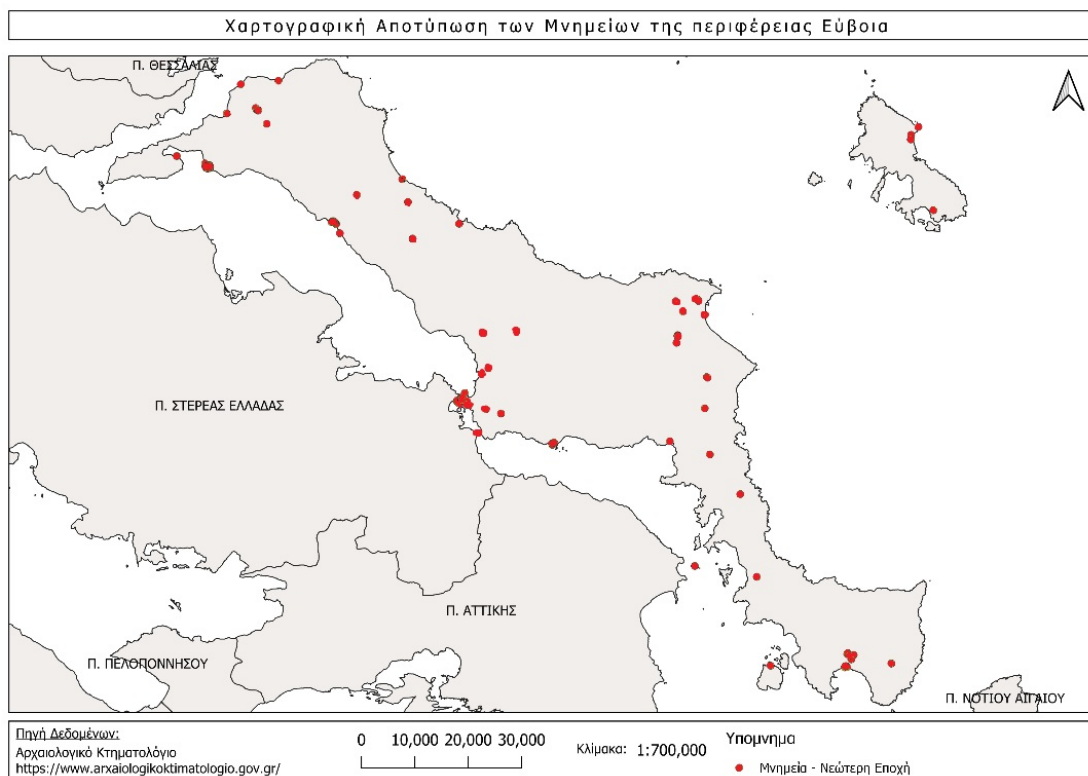 Χαρτογραφική Αποτύπωση των Μνημείων της περιφέρειας Εύβοια
Π. ΘΕΣΣΑΛΙΑΣ
Π. ΣΤΕΡΕΑΣ ΕΛΛΑΔΑΣ
Π. ΑΤΤΙΚΗΣ
Π. ΠΕΛΟΠΟΝΝΗΣΟΥ
Π. ΝΟΤΙΟΥ ΑΙΓΑΙΟΥ
Πηγή Δεδομένων:
Αρχαιολογικό Κτηματολόγιο
https://www.arxaiologikoktimatologio.gov.gr/
0 10,000 20,000 30,000
Κλίμακα: 1:700,000
Υπομνημα
Μνημεία - Νεώτερη Εποχή